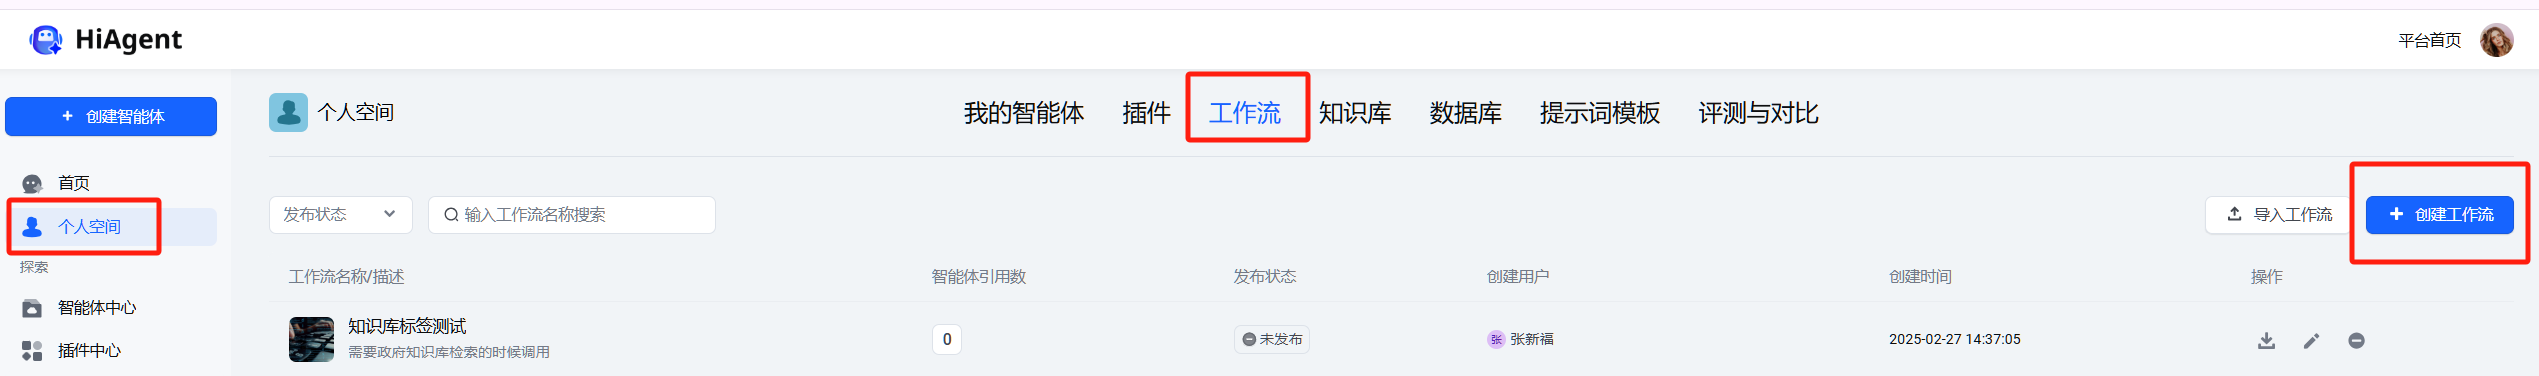 HiAgent
平台首页
+ 创建智能体
首页
个人空间
探索
智能体中心
插件中心
个人空间
我的智能体 插件 工作流 知识库 数据库 提示词模板 评测与对比
发布状态 输入工作流名称搜索 导入工作流 + 创建工作流
工作流名称/描述 智能体引用数 发布状态 创建用户 创建时间 操作
知识库标签测试
需要政府知识库检索的时候调用
0 未发布 张 张新福 2025-02-27 14:37:05